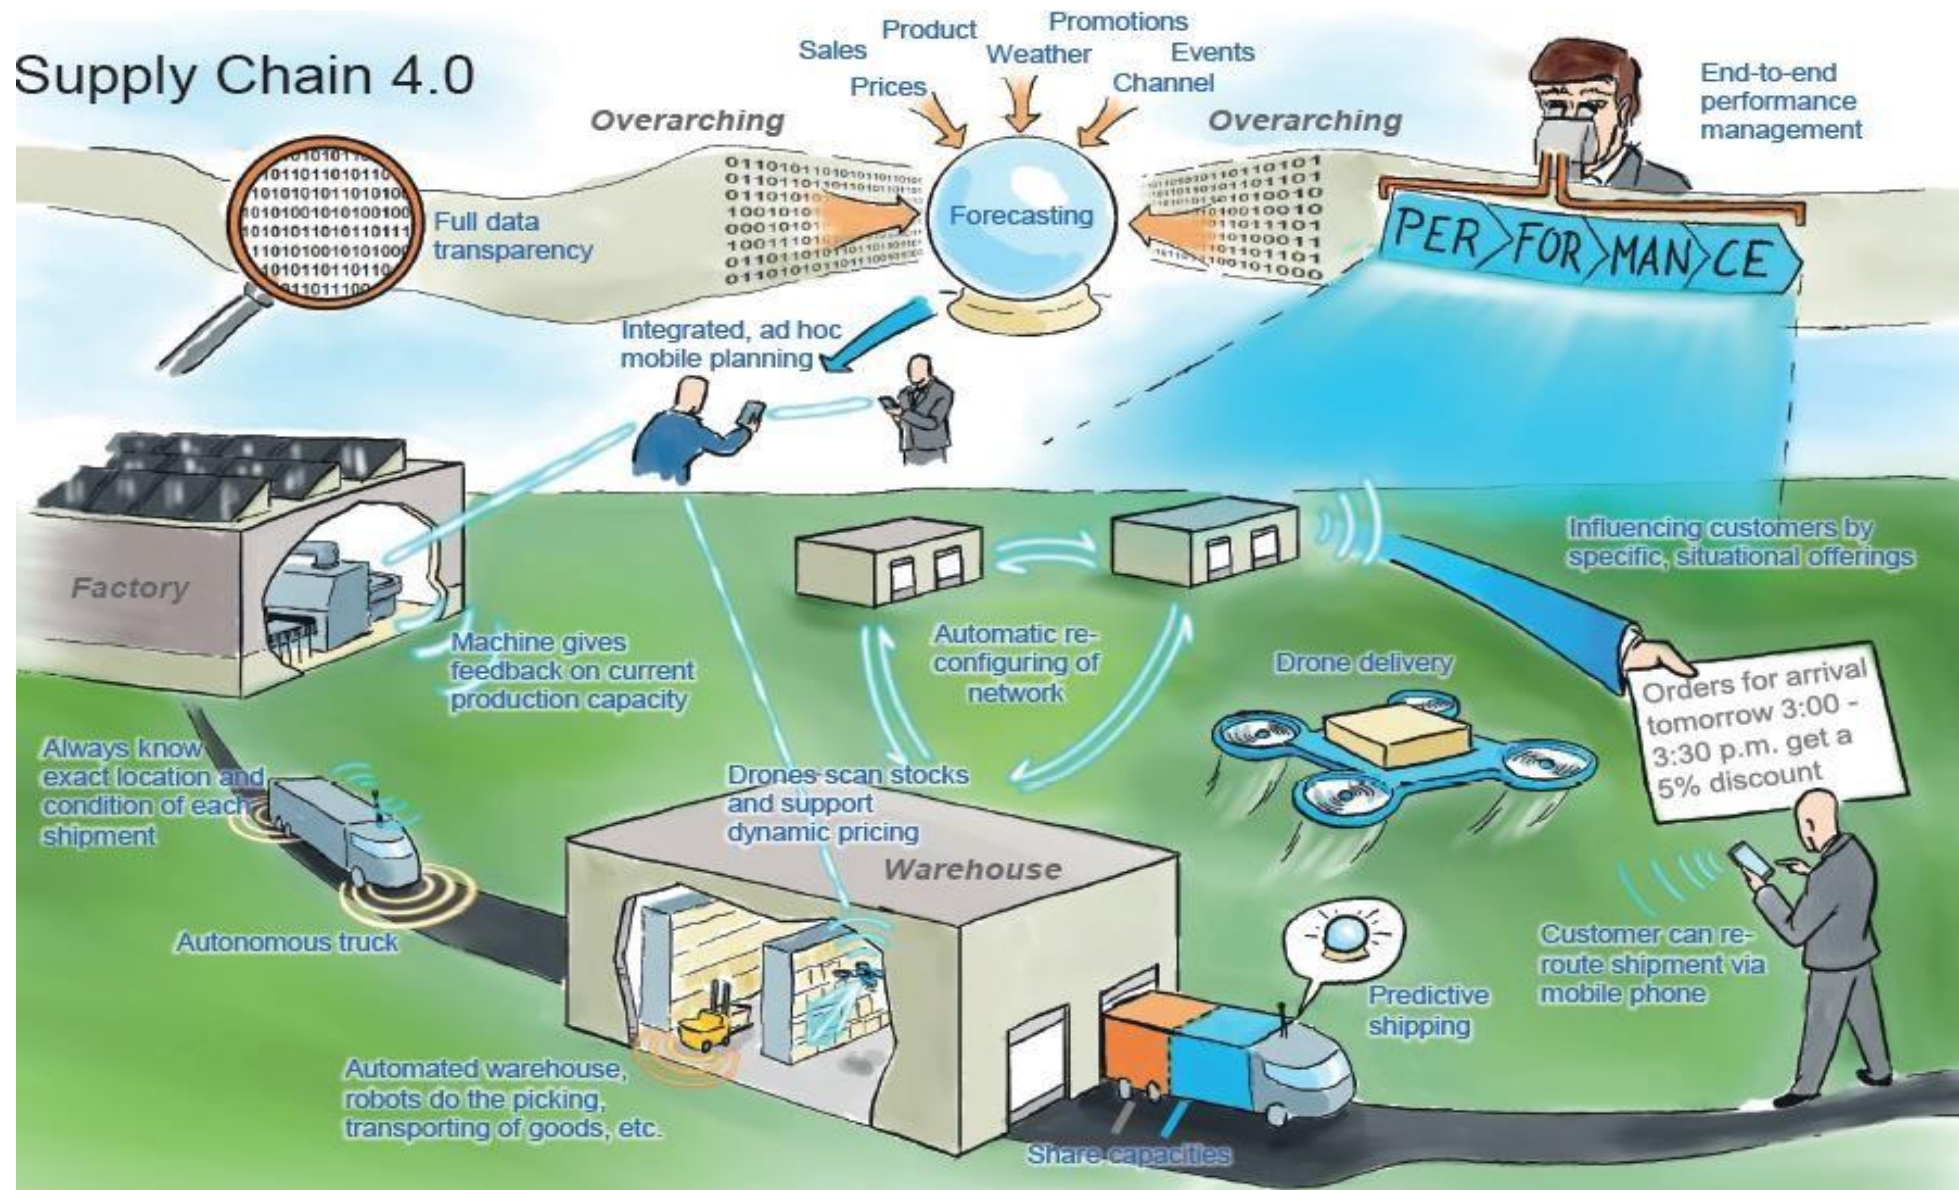 Supply Chain 4.0
Sales
Product
Promotions
Prices
Weather
Events
Channel
Overarching
Overarching
End-to-end
performance
management
Full data
transparency
Forecasting
PER FOR MAN CE
Integrated, ad hoc
mobile planning
Factory
Machine gives
feedback on current
production capacity
Automatic re-
configuring of
network
Influencing customers by
specific, situational offerings
Drone delivery
Orders for arrival
tomorrow 3:00 -
3:30 p.m. get a
5% discount
Always know
exact location and
condition of each
shipment
Autonomous truck
Drones scan stocks
and support
dynamic pricing
Warehouse
Customer can re-
route shipment via
mobile phone
Predictive
shipping
Automated warehouse,
robots do the picking,
transporting of goods, etc.
Share capacities